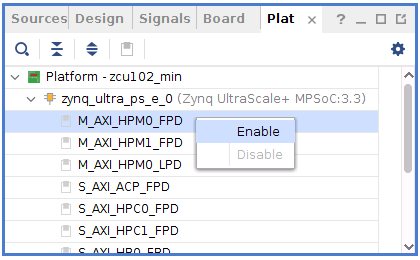 Sources Design Signals Board Plat × ? _ □ ⧉ ×
Platform - zcu102_min
zynq_ultra_ps_e_0 (Zynq UltraScale+ MPSoC:3.3)
M_AXI_HPM0_FPD
Enable
M_AXI_HPM1_FPD
Disable
M_AXI_HPM0_LPD
S_AXI_ACP_FPD
S_AXI_HPC0_FPD
S_AXI_HPC1_FPD
S_AXI_HP0_FPD